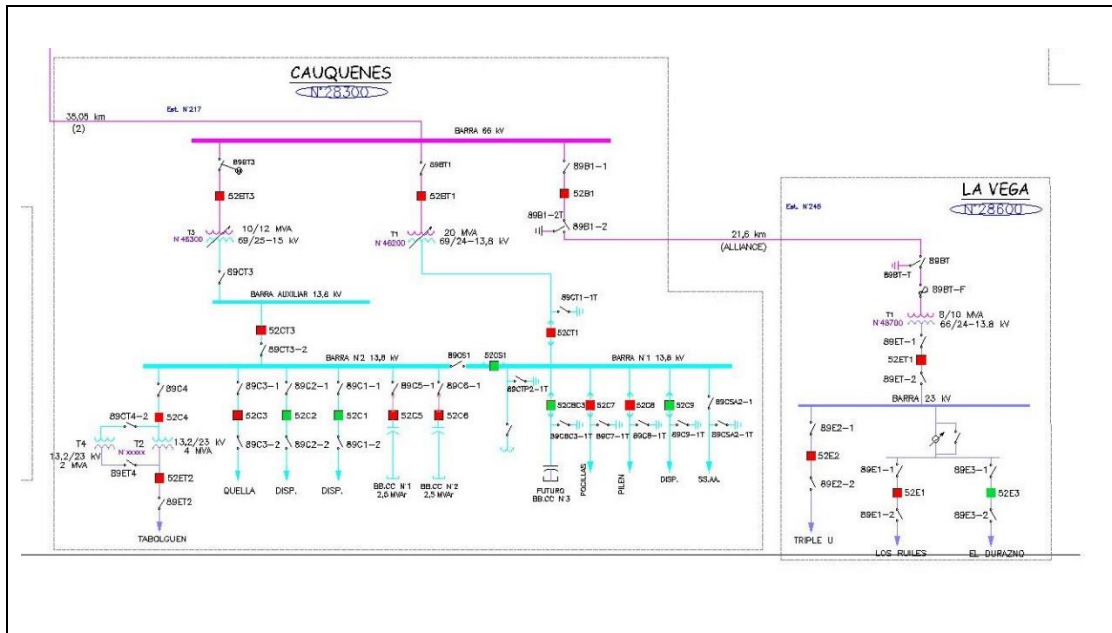 CAUQUENES
N°28300
Est. N°217
35,05 km
(2)
BARRA 66 kV
89BT3
89BT1
89B1-1
52BT3
52BT1
52B1
89B1-2T
89B1-2
T3
N°46300
10/12 MVA
69/25-15 kV
T1
N°46200
20 MVA
69/24-13,8 kV
21,6 km
(ALLIANCE)
89CT3
BARRA AUXILIAR 13,8 kV
89CT1-1T
52CT3
52CT1
89CT3-2
BARRA N°2 13,8 kV
89CS1
52CS1
BARRA N°1 13,8 kV
89C4
89C3-1
89C2-1
89C1-1
89C5-1
89C6-1
89CTP2-1T
89CSA2-1
89CT4-2
52C4
52C3
52C2
52C1
52C5
52C6
52C8C3
52C7
52C8
52C9
T4
13,2/23 kV
2 MVA
T2
N°xxxxx
13,2/23 kV
4 MVA
89C3-2
89C2-2
89C1-2
89C8C3-1T
89C7-1T
89C8-1T
89C9-1T
89CSA2-1T
89ET4
52ET2
89ET2
TABOLGUEN
QUELLA
DISP.
DISP.
BB.CC N°1
2,5 MVAr
BB.CC N°2
2,5 MVAr
FUTURO
BB.CC N°3
POCILLAS
PILEN
DISP.
SS.AA.
LA VEGA
N°28600
Est. N°246
89BT
89BT-T
89BT-F
T1
N°48700
8/10 MVA
66/24-13.8 kV
89ET-1
52ET1
89ET-2
BARRA 23 kV
89E2-1
52E2
89E2-2
89E1-1
89E3-1
52E1
52E3
89E1-2
89E3-2
TRIPLE U
LOS RUILES
EL DURAZNO